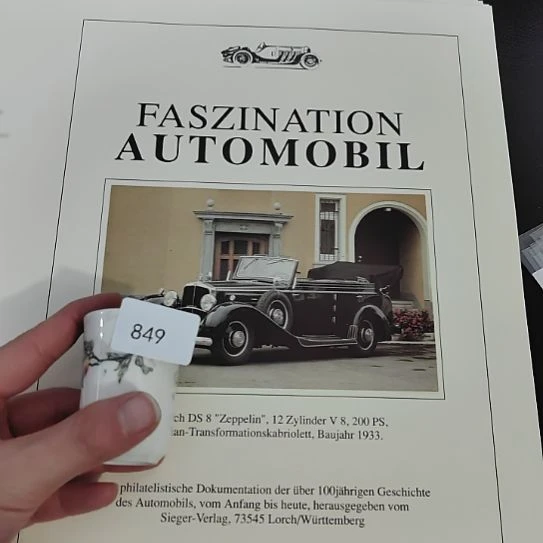 FASZINATION
AUTOMOBIL
849
ch DS 8 "Zeppelin", 12 Zylinder V 8, 200 PS,
an-Transformationskabriolett, Baujahr 1933.
philatelistische Dokumentation der über 100jährigen Geschichte
des Automobils, vom Anfang bis heute, herausgegeben vom
Sieger-Verlag, 73545 Lorch/Württemberg